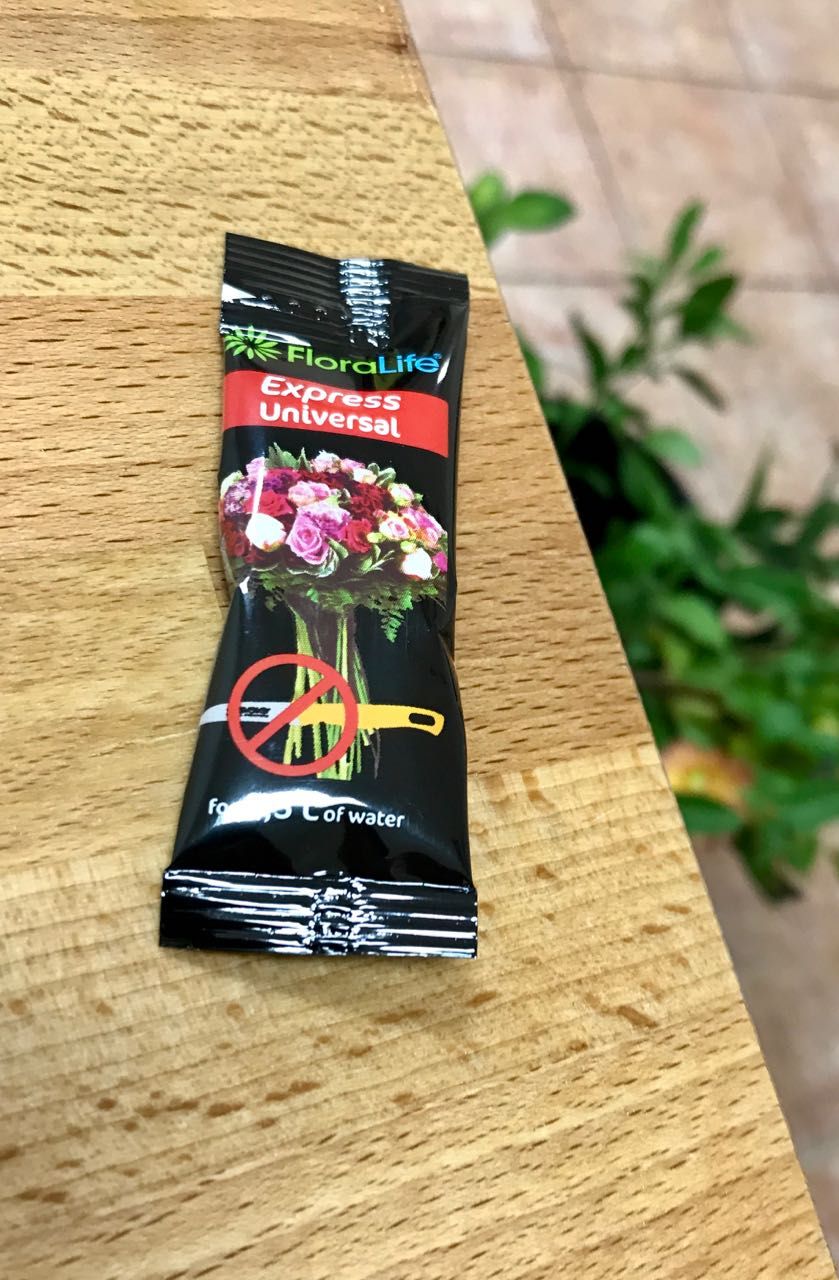 FloraLife®
Express
Universal
of water